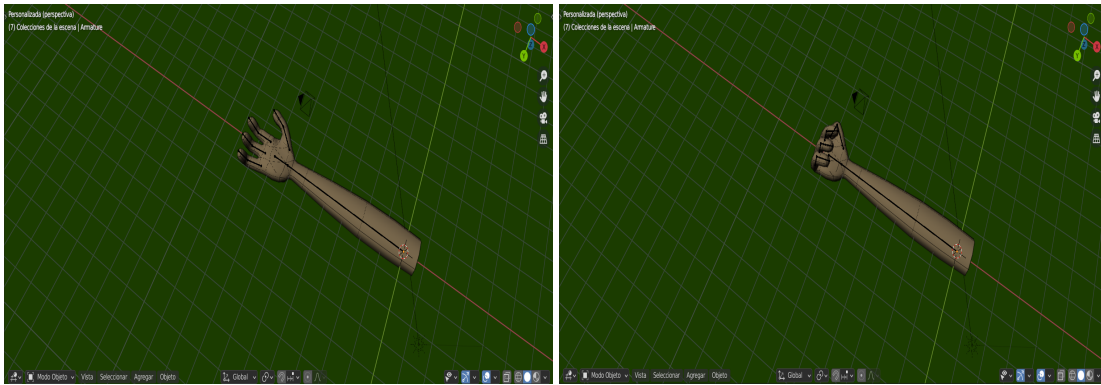 Personalizada (perspectiva)
(7) Colecciones de la escena | Armature
X
Y
Modo Objeto
Vista
Seleccionar
Agregar
Objeto
Global
Personalizada (perspectiva)
(7) Colecciones de la escena | Armature
X
Y
Modo Objeto
Vista
Seleccionar
Agregar
Objeto
Global